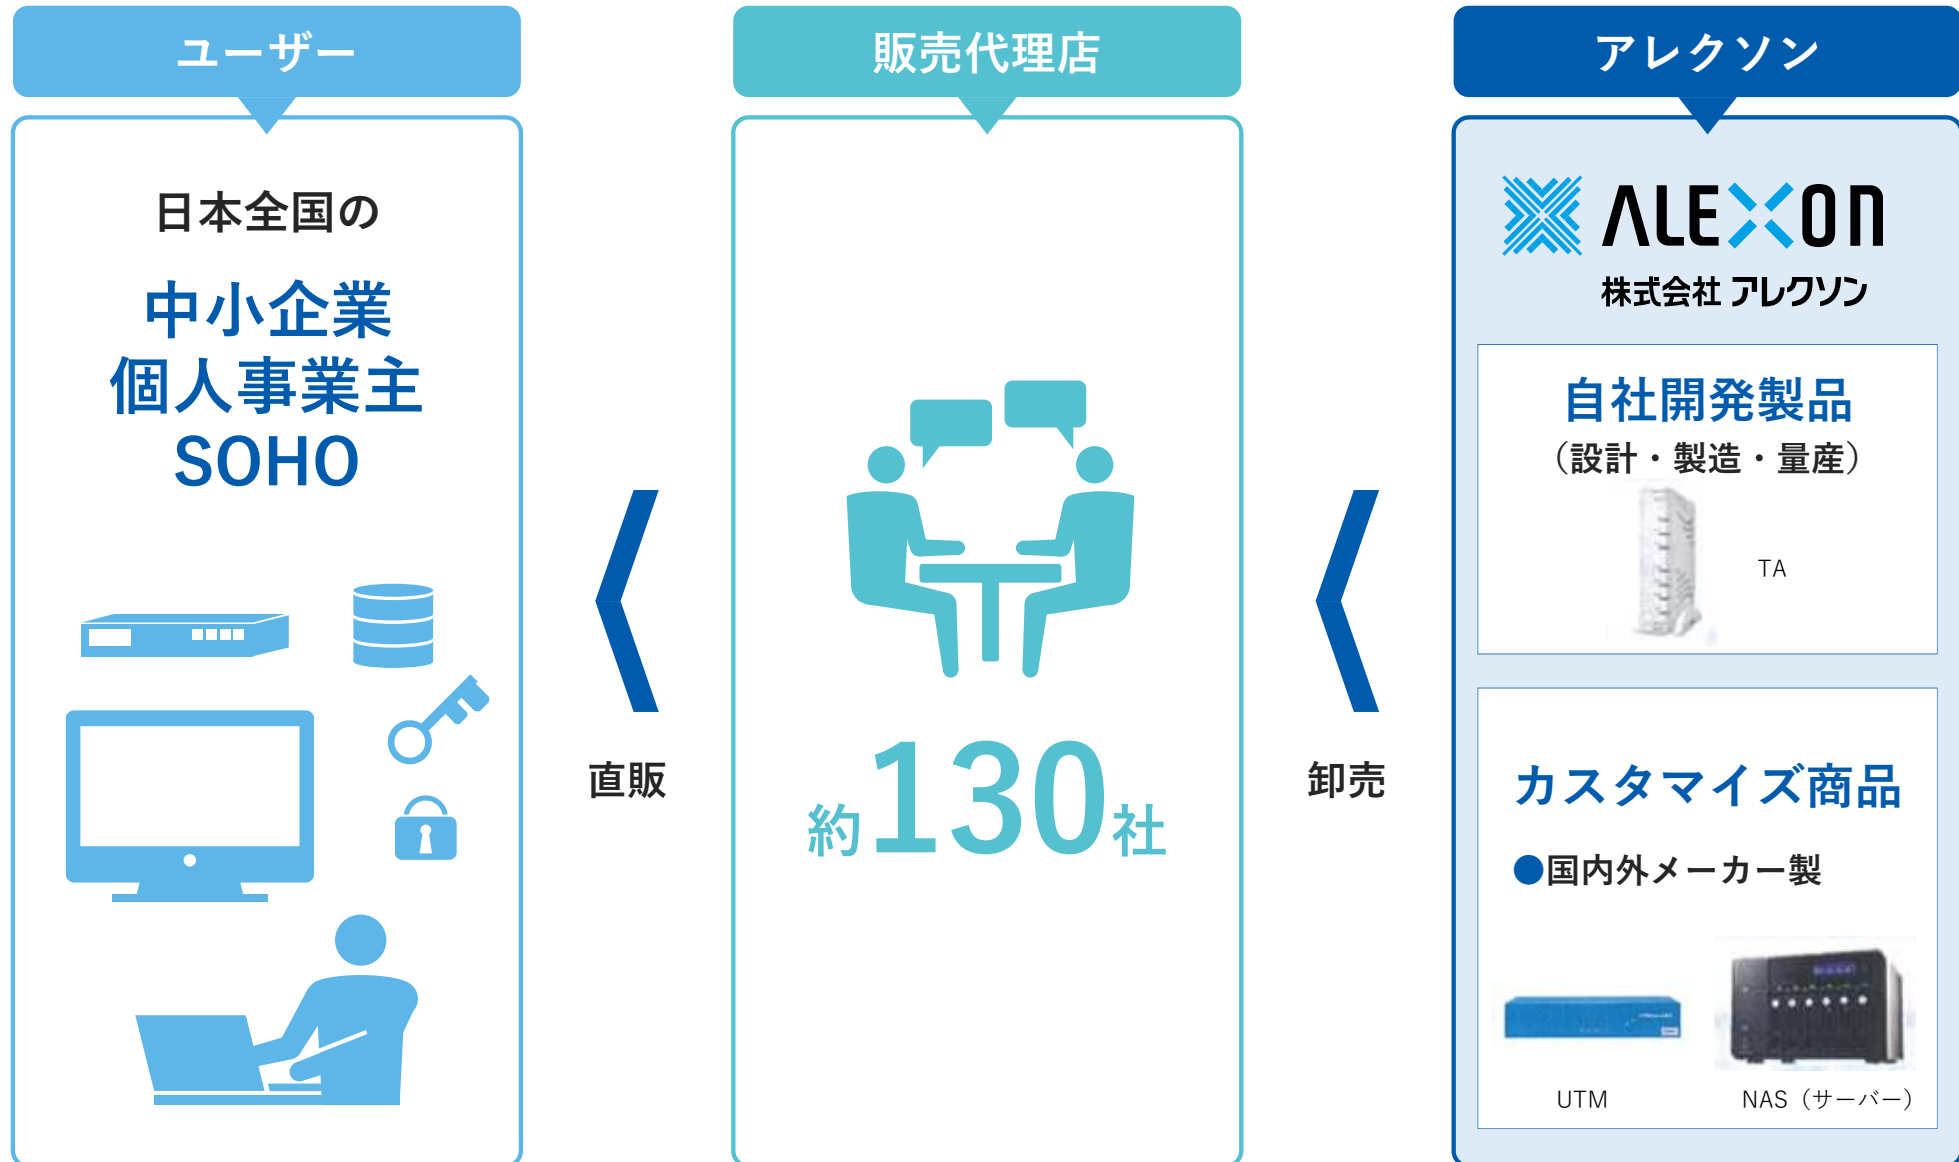 ユーザー
日本全国の
中小企業
個人事業主
SOHO
直販
販売代理店
約130社
卸売
アレクソン
ALEXON
株式会社 アレクソン
自社開発製品
（設計・製造・量産）
TA
カスタマイズ商品
●国内外メーカー製
UTM
NAS（サーバー）